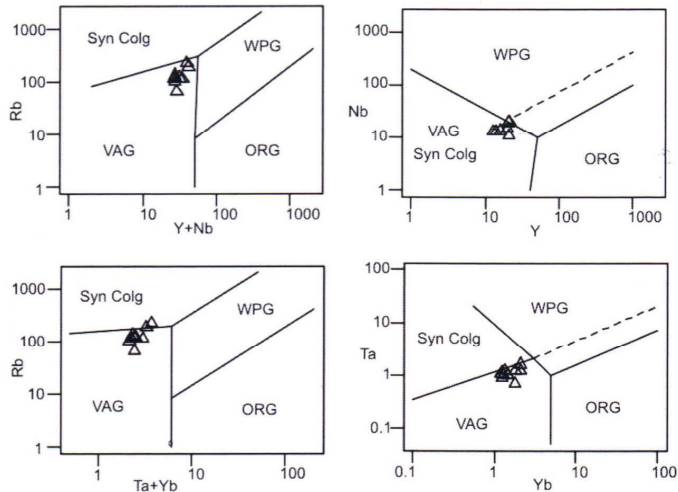 1000
100
10
1
Rb
Syn Colg
WPG
VAG
ORG
1
10
100
1000
Y+Nb
1000
100
10
1
Nb
WPG
VAG
Syn Colg
ORG
1
10
100
1000
Y
1000
100
10
1
Rb
Syn Colg
WPG
VAG
ORG
1
10
100
Ta+Yb
100
10
1
0.1
Ta
WPG
Syn Colg
VAG
ORG
0.1
1
10
100
Yb